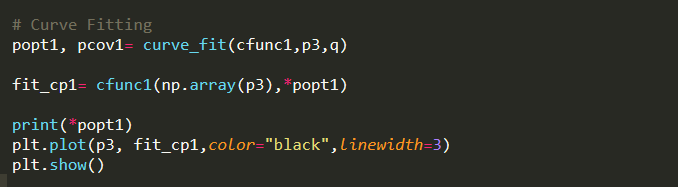 # Curve Fitting
popt1, pcov1= curve_fit(cfunc1,p3,q)
fit_cp1= cfunc1(np.array(p3),*popt1)
print(*popt1)
plt.plot(p3, fit_cp1,color="black",linewidth=3)
plt.show()